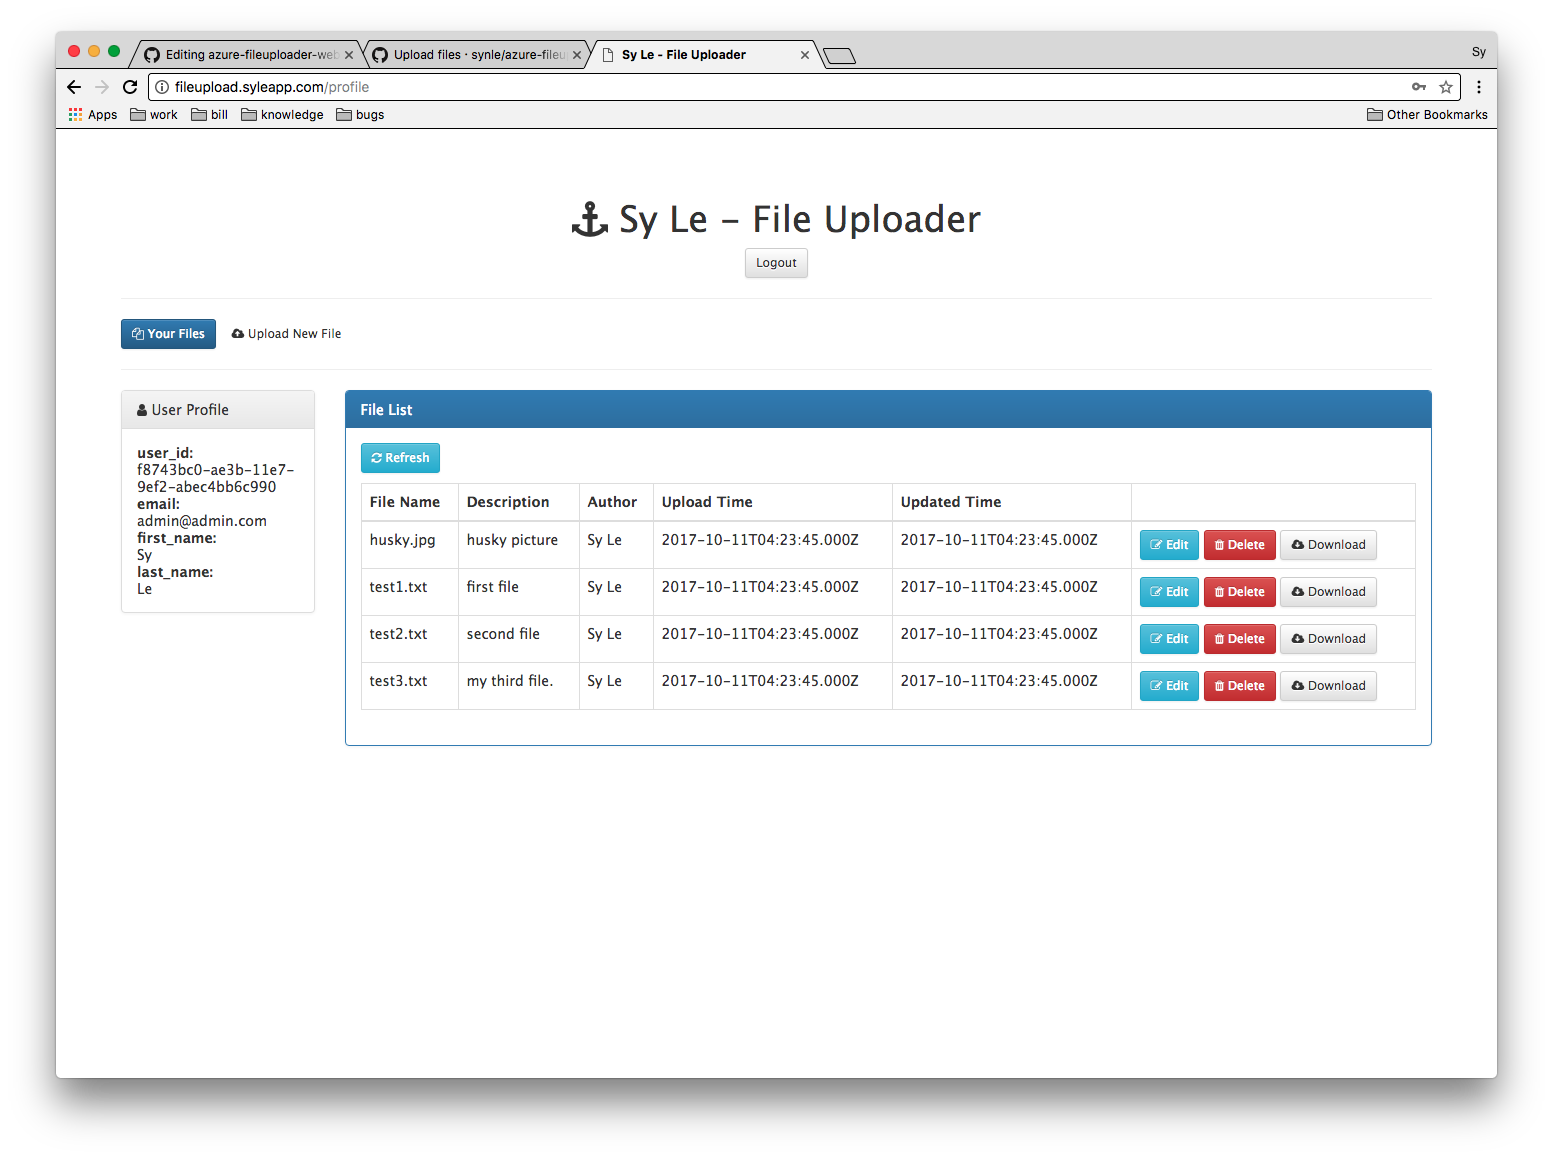 Editing azure-fileuploader-web
Upload files · synle/azure-fileu
Sy Le - File Uploader
Sy
fileupload.syleapp.com/profile
Apps work bill knowledge bugs Other Bookmarks
Sy Le - File Uploader
Logout
Your Files Upload New File
User Profile
user_id:
f8743bc0-ae3b-11e7-
9ef2-abec4bb6c990
email:
admin@admin.com
first_name:
Sy
last_name:
Le
File List
Refresh
File Name Description Author Upload Time Updated Time
husky.jpg husky picture Sy Le 2017-10-11T04:23:45.000Z 2017-10-11T04:23:45.000Z Edit Delete Download
test1.txt first file Sy Le 2017-10-11T04:23:45.000Z 2017-10-11T04:23:45.000Z Edit Delete Download
test2.txt second file Sy Le 2017-10-11T04:23:45.000Z 2017-10-11T04:23:45.000Z Edit Delete Download
test3.txt my third file. Sy Le 2017-10-11T04:23:45.000Z 2017-10-11T04:23:45.000Z Edit Delete Download